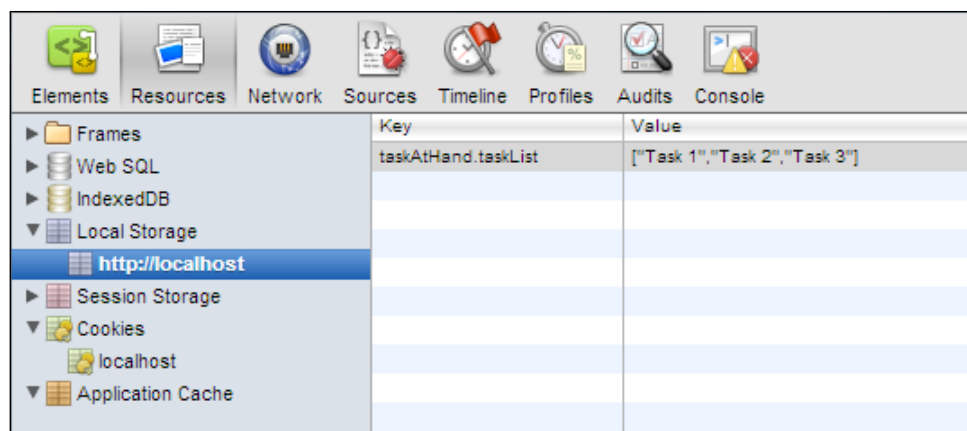 Elements Resources Network Sources Timeline Profiles Audits Console
Frames
Web SQL
IndexedDB
Local Storage
http://localhost
Session Storage
Cookies
localhost
Application Cache
Key Value
taskAtHand.taskList ["Task 1","Task 2","Task 3"]